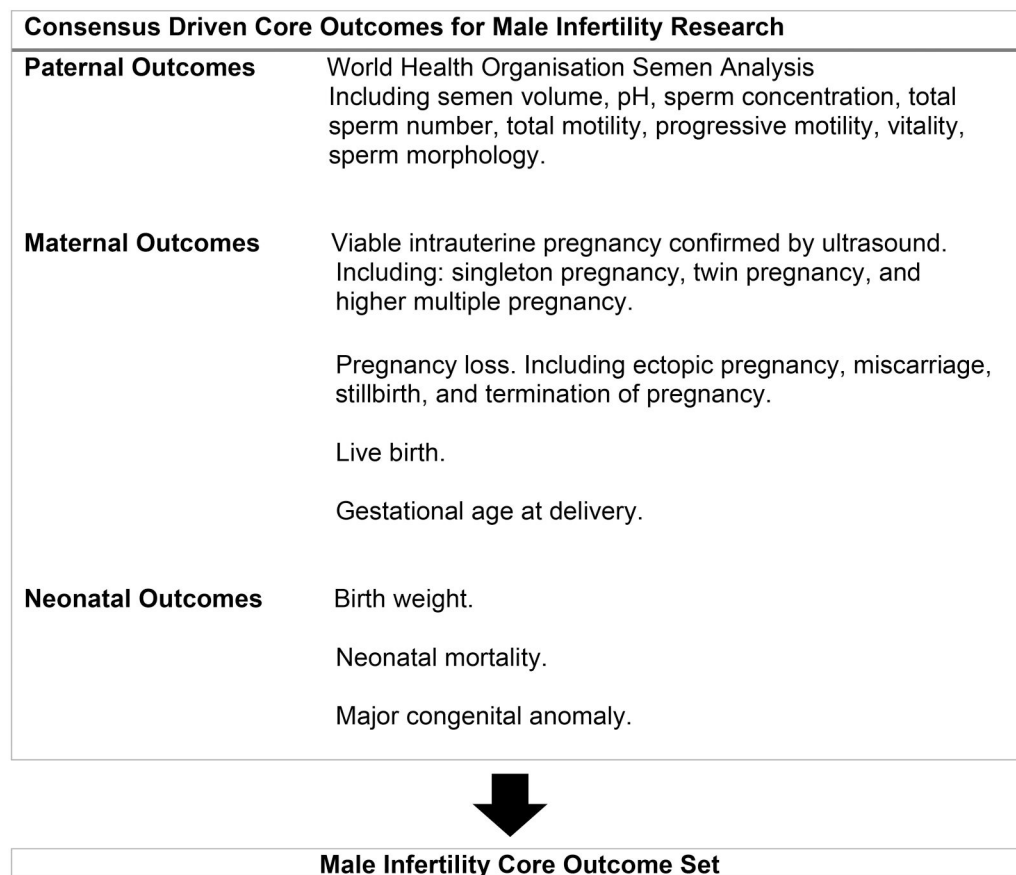 Consensus Driven Core Outcomes for Male Infertility Research
Paternal Outcomes World Health Organisation Semen Analysis
Including semen volume, pH, sperm concentration, total
sperm number, total motility, progressive motility, vitality,
sperm morphology.
Maternal Outcomes Viable intrauterine pregnancy confirmed by ultrasound.
Including: singleton pregnancy, twin pregnancy, and
higher multiple pregnancy.
Pregnancy loss. Including ectopic pregnancy, miscarriage,
stillbirth, and termination of pregnancy.
Live birth.
Gestational age at delivery.
Neonatal Outcomes Birth weight.
Neonatal mortality.
Major congenital anomaly.
Male Infertility Core Outcome Set